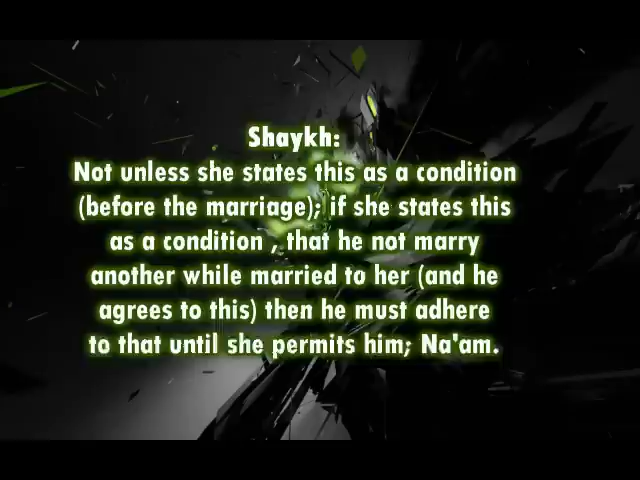 Shaykh:
Not unless she states this as a condition
(before the marriage); if she states this
as a condition , that he not marry
another while married to her (and he
agrees to this) then he must adhere
to that until she permits him; Na'am.